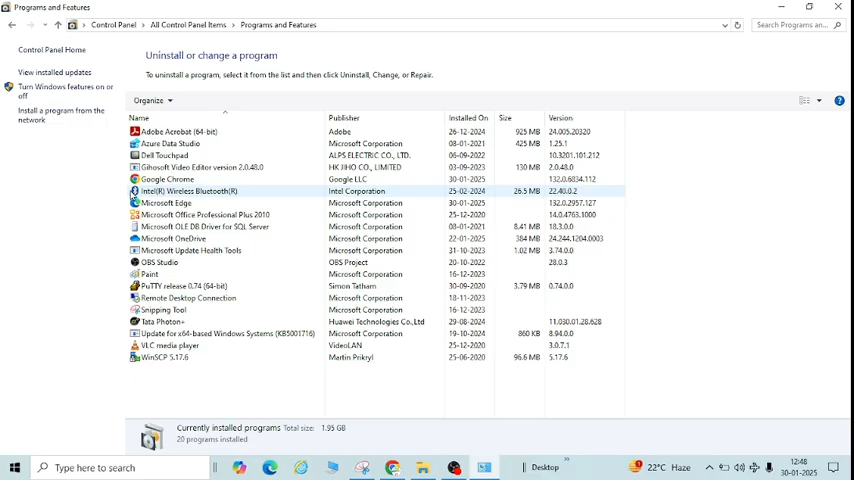 Programs and Features
Control Panel > All Control Panel Items > Programs and Features
Search Programs an...
Control Panel Home
View installed updates
Turn Windows features on or off
Install a program from the network
Uninstall or change a program
To uninstall a program, select it from the list and then click Uninstall, Change, or Repair.
Organize
Name Publisher Installed On Size Version
Adobe Acrobat (64-bit) Adobe 26-12-2024 925 MB 24.005.20320
Azure Data Studio Microsoft Corporation 08-01-2021 425 MB 1.25.1
Dell Touchpad ALPS ELECTRIC CO., LTD. 06-09-2022 10.3201.101.212
Gihosoft Video Editor version 2.0.48.0 HK JIHO CO., LIMITED 03-09-2023 130 MB 2.0.48.0
Google Chrome Google LLC 30-01-2025 132.0.6834.112
Intel(R) Wireless Bluetooth(R) Intel Corporation 25-02-2024 26.5 MB 22.40.0.2
Microsoft Edge Microsoft Corporation 30-01-2025 132.0.2957.127
Microsoft Office Professional Plus 2010 Microsoft Corporation 25-12-2020 14.0.4763.1000
Microsoft OLE DB Driver for SQL Server Microsoft Corporation 08-01-2021 8.41 MB 18.3.0.0
Microsoft OneDrive Microsoft Corporation 22-01-2025 384 MB 24.244.1204.0003
Microsoft Update Health Tools Microsoft Corporation 31-10-2023 1.02 MB 3.74.0.0
OBS Studio OBS Project 20-10-2022 28.0.3
Paint Microsoft Corporation 16-12-2023
PuTTY release 0.74 (64-bit) Simon Tatham 30-09-2020 3.79 MB 0.74.0.0
Remote Desktop Connection Microsoft Corporation 18-11-2023
Snipping Tool Microsoft Corporation 16-12-2023
Tata Photon+ Huawei Technologies Co.,Ltd 29-08-2024 11.030.01.28.628
Update for x64-based Windows Systems (KB5001716) Microsoft Corporation 19-10-2024 860 KB 8.94.0.0
VLC media player VideoLAN 25-12-2020 3.0.7.1
WinSCP 5.17.6 Martin Prikryl 25-06-2020 96.6 MB 5.17.6
Currently installed programs Total size: 1.95 GB
20 programs installed
Type here to search
Desktop
22°C Haze
12:48
30-01-2025